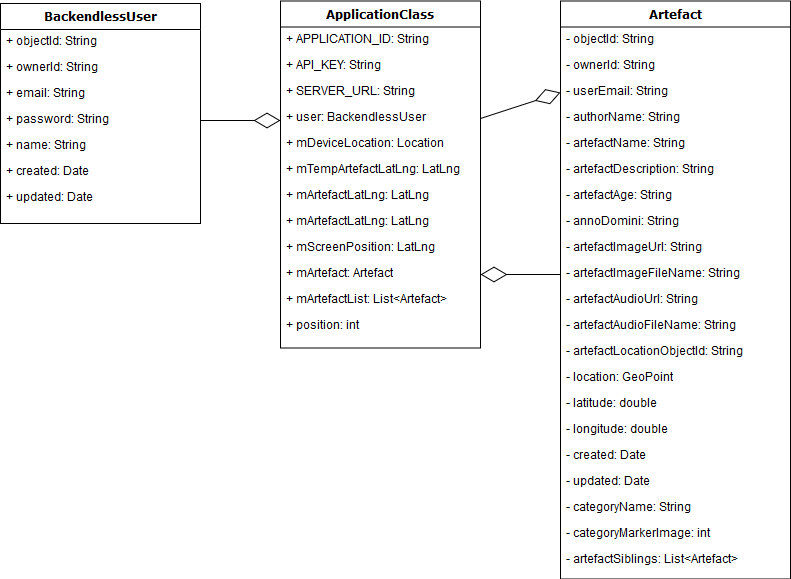 BackendlessUser
+ objectId: String
+ ownerId: String
+ email: String
+ password: String
+ name: String
+ created: Date
+ updated: Date
ApplicationClass
+ APPLICATION_ID: String
+ API_KEY: String
+ SERVER_URL: String
+ user: BackendlessUser
+ mDeviceLocation: Location
+ mTempArtefactLatLng: LatLng
+ mArtefactLatLng: LatLng
+ mArtefactLatLng: LatLng
+ mScreenPosition: LatLng
+ mArtefact: Artefact
+ mArtefactList: List<Artefact>
+ position: int
Artefact
- objectId: String
- ownerId: String
- userEmail: String
- authorName: String
- artefactName: String
- artefactDescription: String
- artefactAge: String
- annoDomini: String
- artefactImageUrl: String
- artefactImageFileName: String
- artefactAudioUrl: String
- artefactAudioFileName: String
- artefactLocationObjectId: String
- location: GeoPoint
- latitude: double
- longitude: double
- created: Date
- updated: Date
- categoryName: String
- categoryMarkerImage: int
- artefactSiblings: List<Artefact>